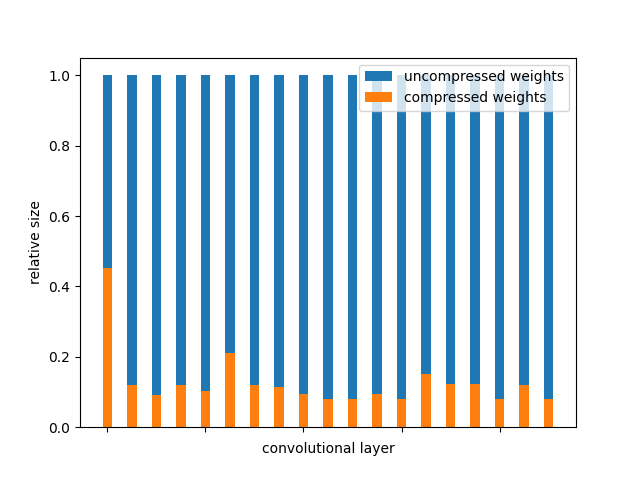 uncompressed weights
compressed weights
1.0
0.8
0.6
0.4
0.2
0.0
relative size
convolutional layer